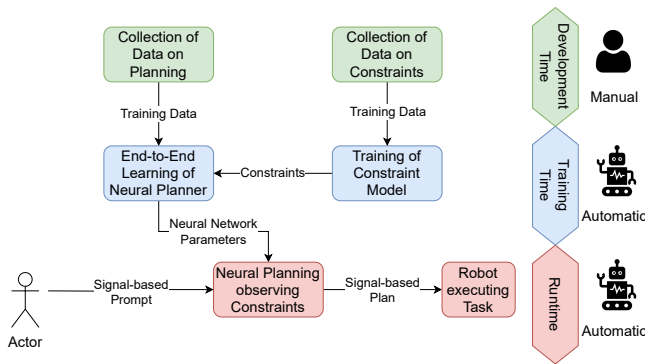 Collection of
Data on
Planning
Collection of
Data on
Constraints
Development
Time
Manual
Training Data
Training Data
End-to-End
Learning of
Neural Planner
Constraints
Training of
Constraint
Model
Training
Time
Automatic
Neural Network
Parameters
Actor
Signal-based
Prompt
Neural Planning
observing
Constraints
Signal-based
Plan
Robot
executing
Task
Runtime
Automatic